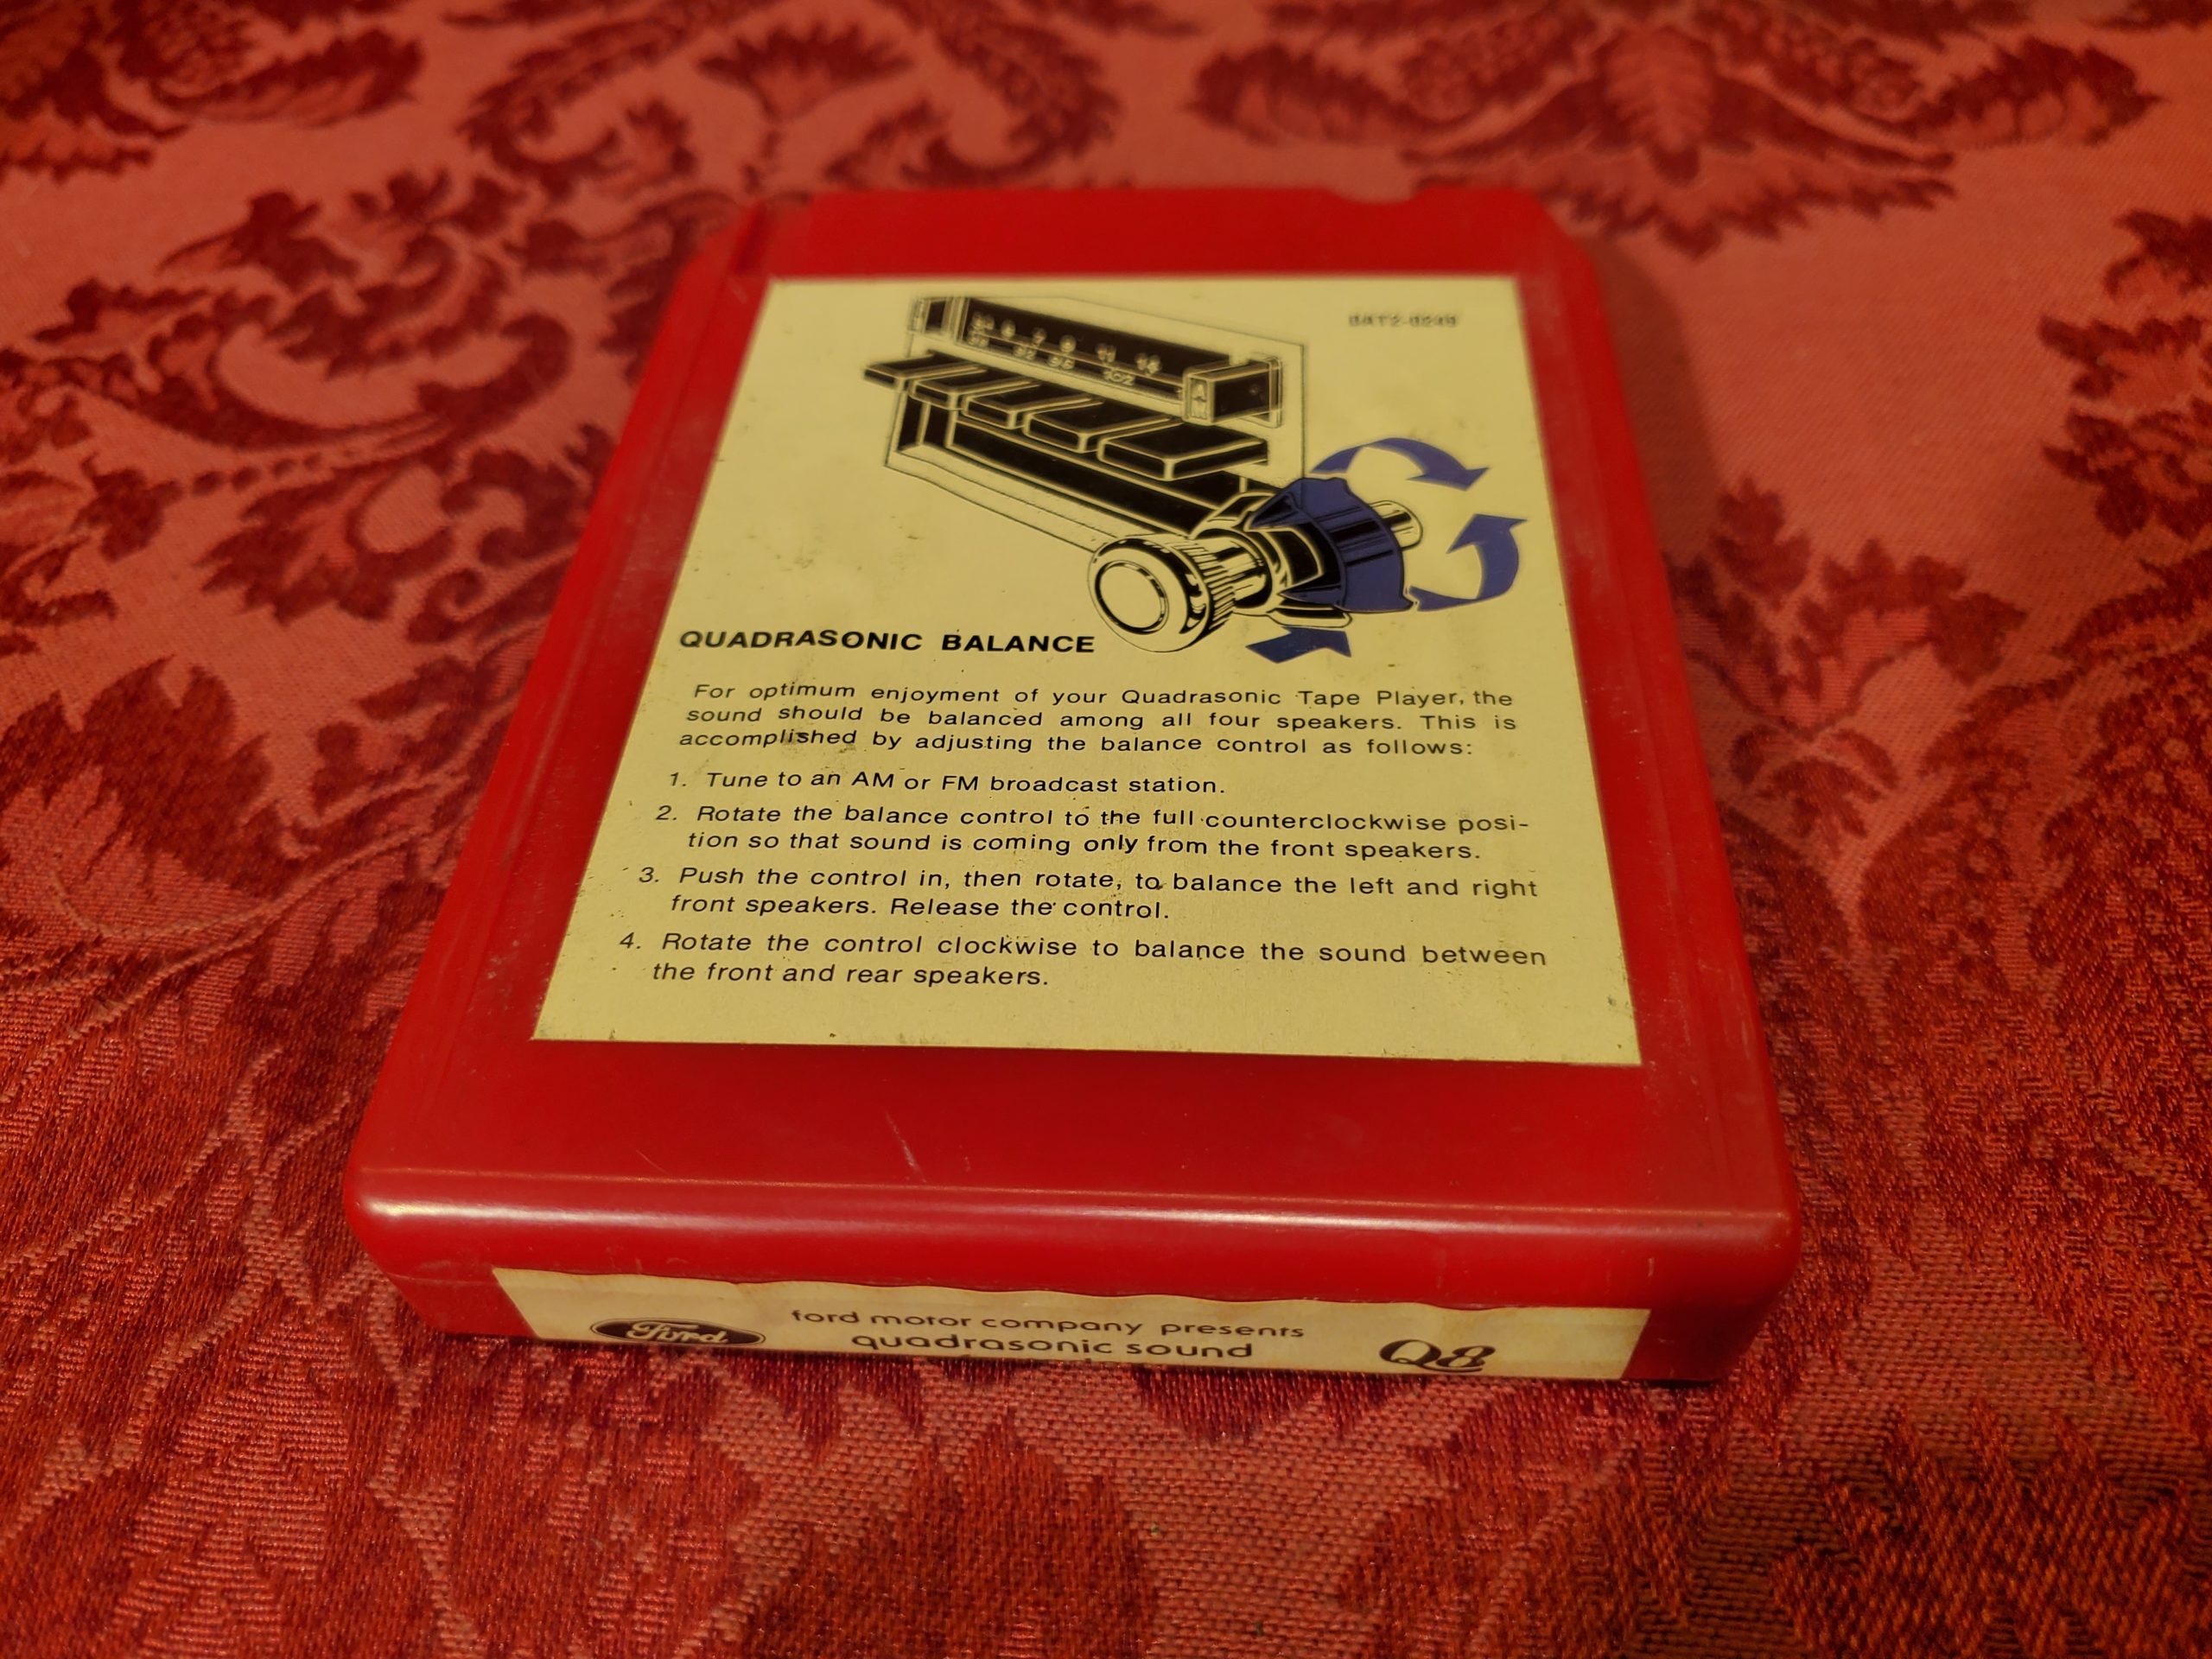 QUADRASONIC BALANCE
For optimum enjoyment of your Quadrasonic Tape Player, the
sound should be balanced among all four speakers. This is
accomplished by adjusting the balance control as follows:
1. Tune to an AM or FM broadcast station.
2. Rotate the balance control to the full counterclockwise posi-
tion so that sound is coming only from the front speakers.
3. Push the control in, then rotate, to balance the left and right
front speakers. Release the control.
4. Rotate the control clockwise to balance the sound between
the front and rear speakers.
Ford
ford motor company presents
quadrasonic sound
Q8